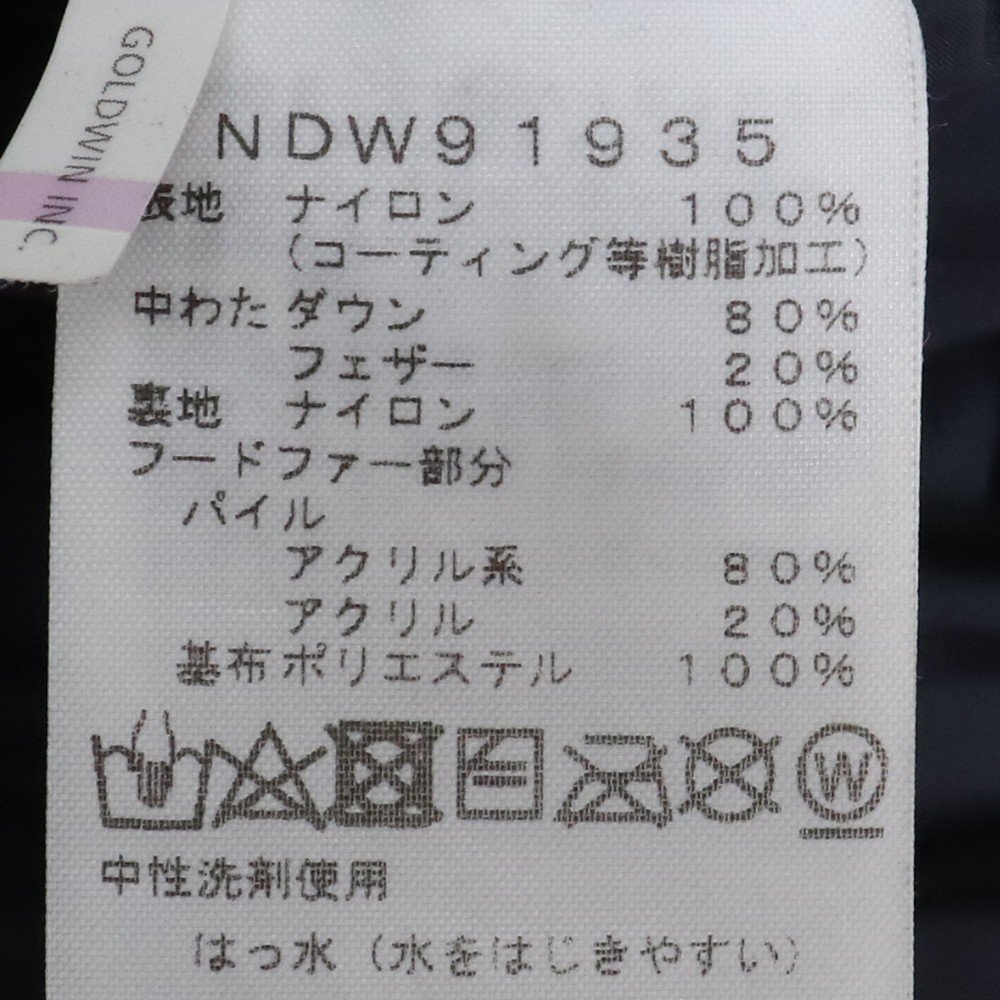 GOLDWIN INC.
NDW91935
表地 ナイロン 100%
(コーティング等樹脂加工)
中わた ダウン 80%
フェザー 20%
裏地 ナイロン 100%
フードファー部分
パイル
アクリル系 80%
アクリル 20%
基布ポリエステル 100%
W
中性洗剤使用
はっ水(水をはじきやすい)